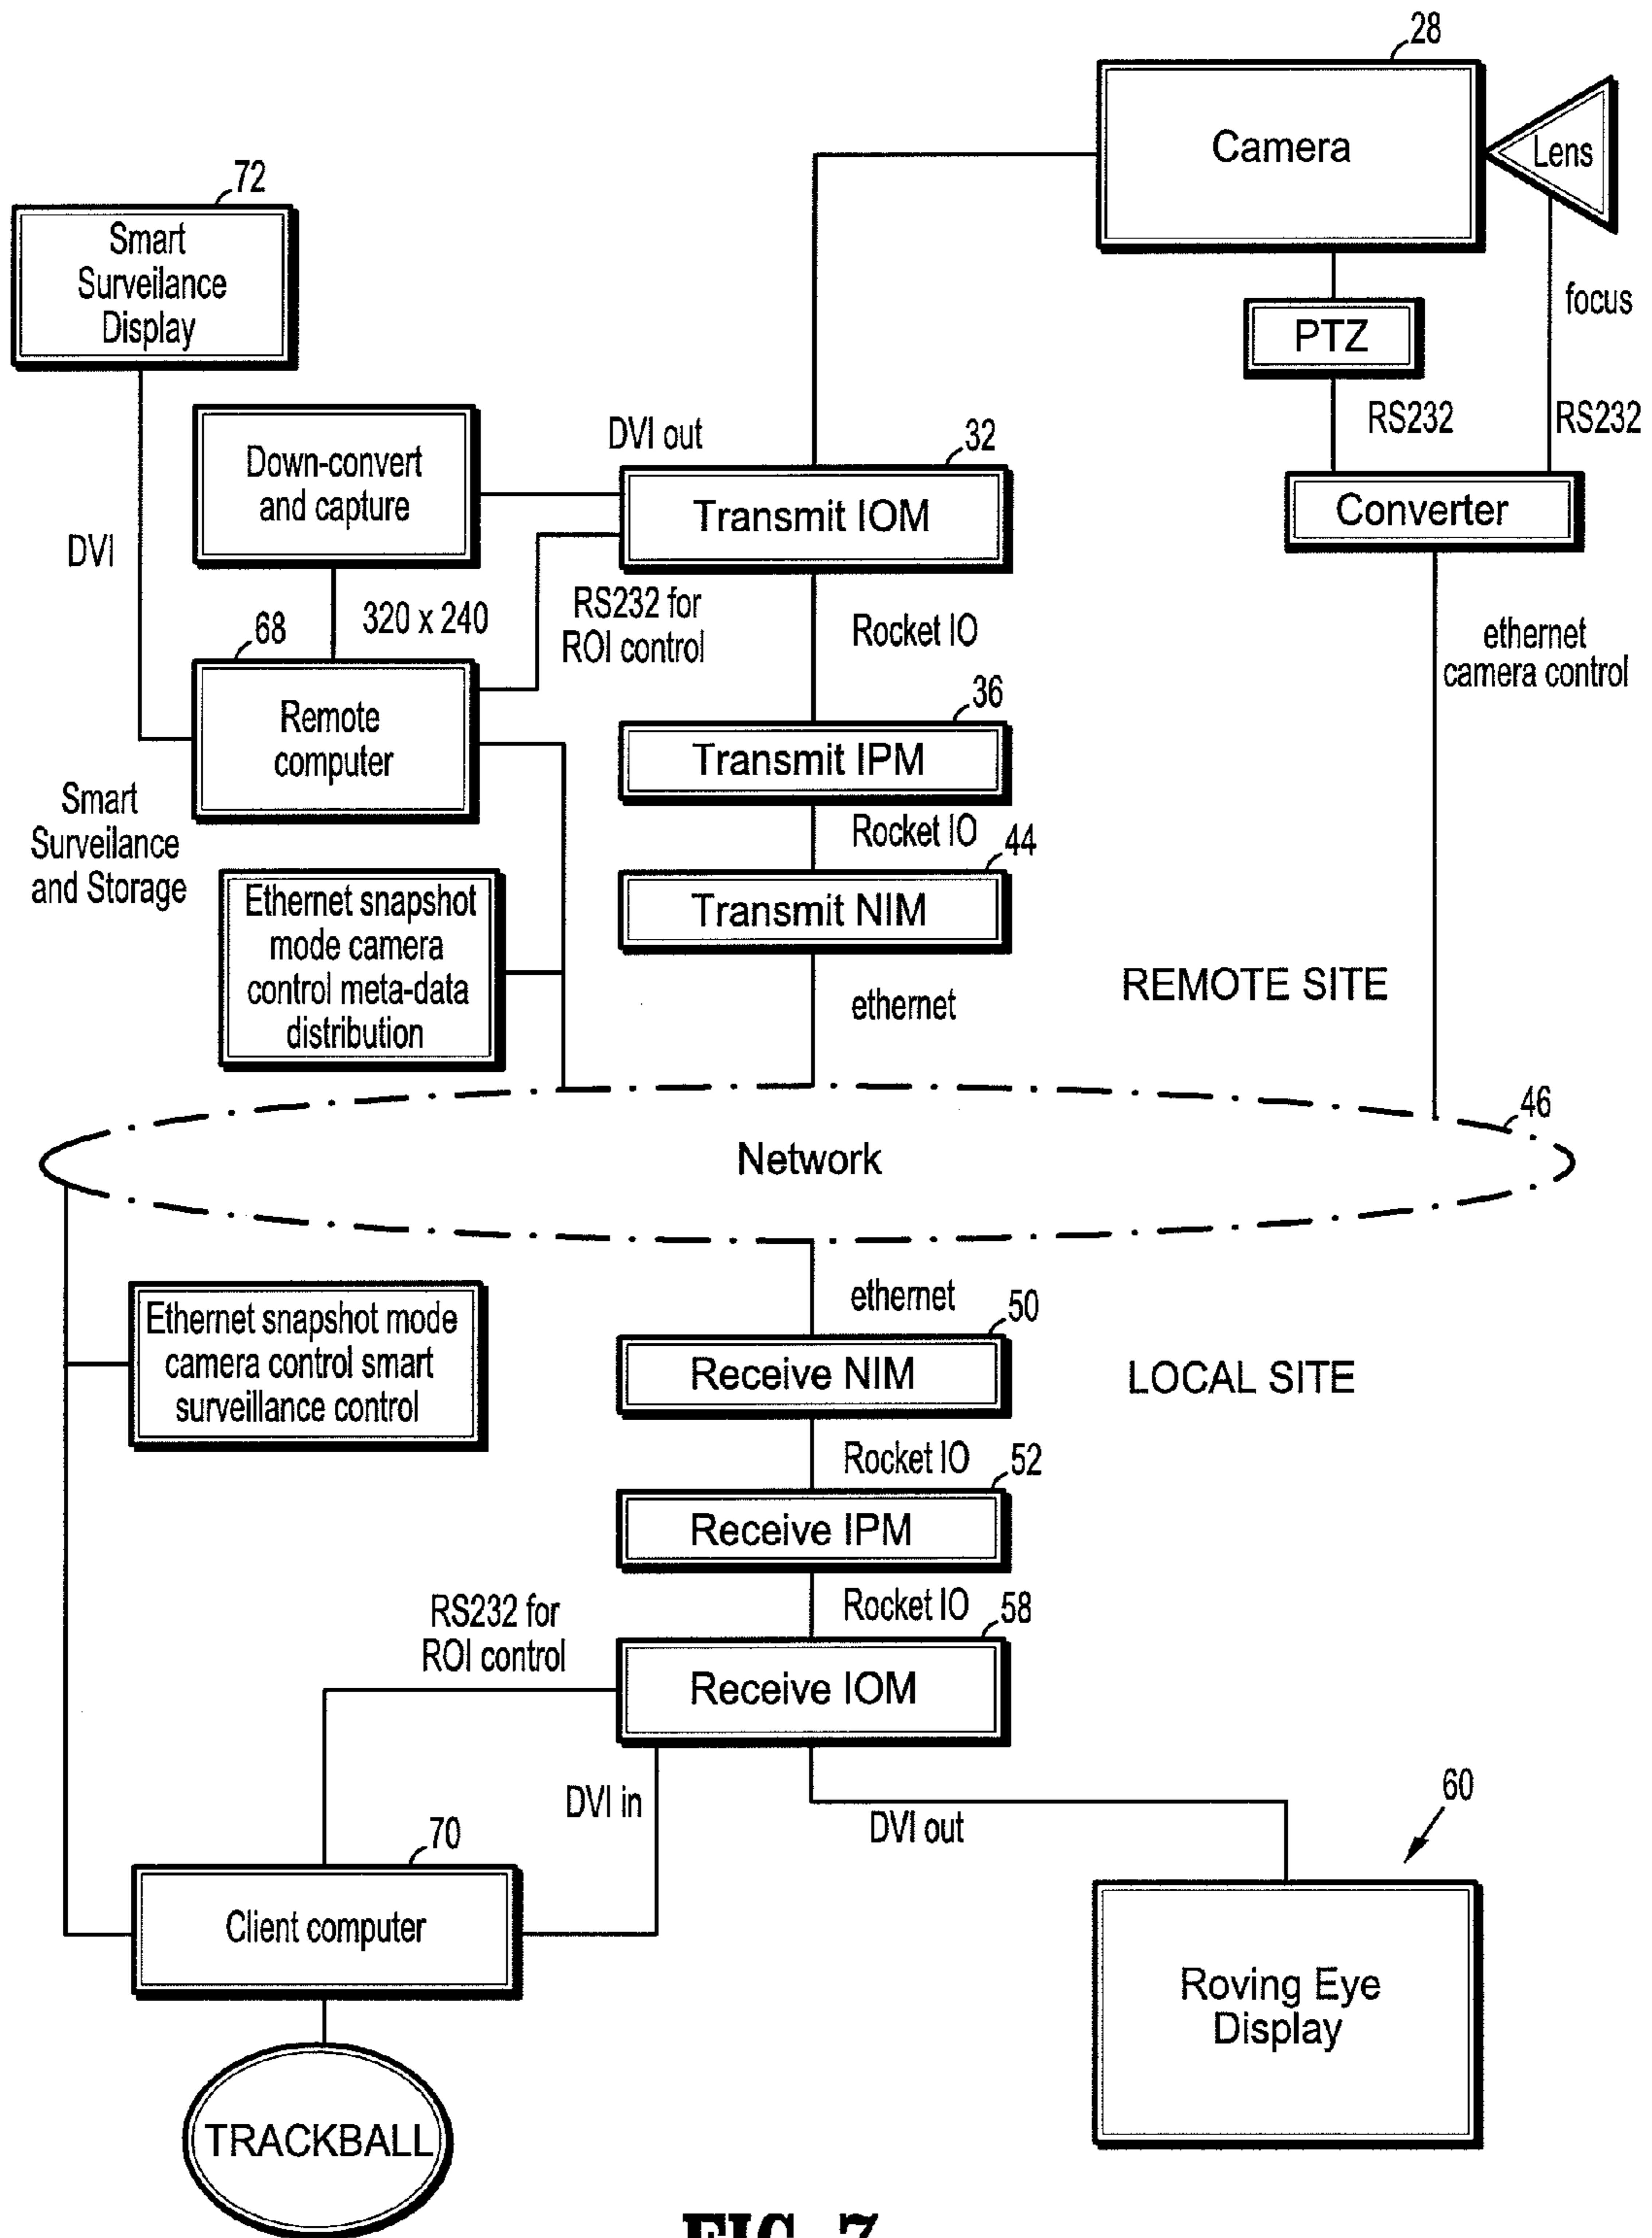 28
Camera
Lens
72
Smart
Surveilance
Display
focus
PTZ
RS232
RS232
DVI out
32
Down-convert
and capture
Transmit IOM
Converter
DVI
320 x 240
RS232 for
ROI control
Rocket IO
ethernet
camera control
68
Remote
computer
36
Transmit IPM
Smart
Surveilance
and Storage
Rocket IO
44
Transmit NIM
Ethernet snapshot
mode camera
control meta-data
distribution
ethernet
REMOTE SITE
46
Network
ethernet
50
Ethernet snapshot mode
camera control smart
surveillance control
Receive NIM
LOCAL SITE
Rocket IO
52
Receive IPM
RS232 for
ROI control
Rocket IO
58
Receive IOM
DVI in
DVI out
60
70
Client computer
Roving Eye
Display
TRACKBALL
FIG. 7